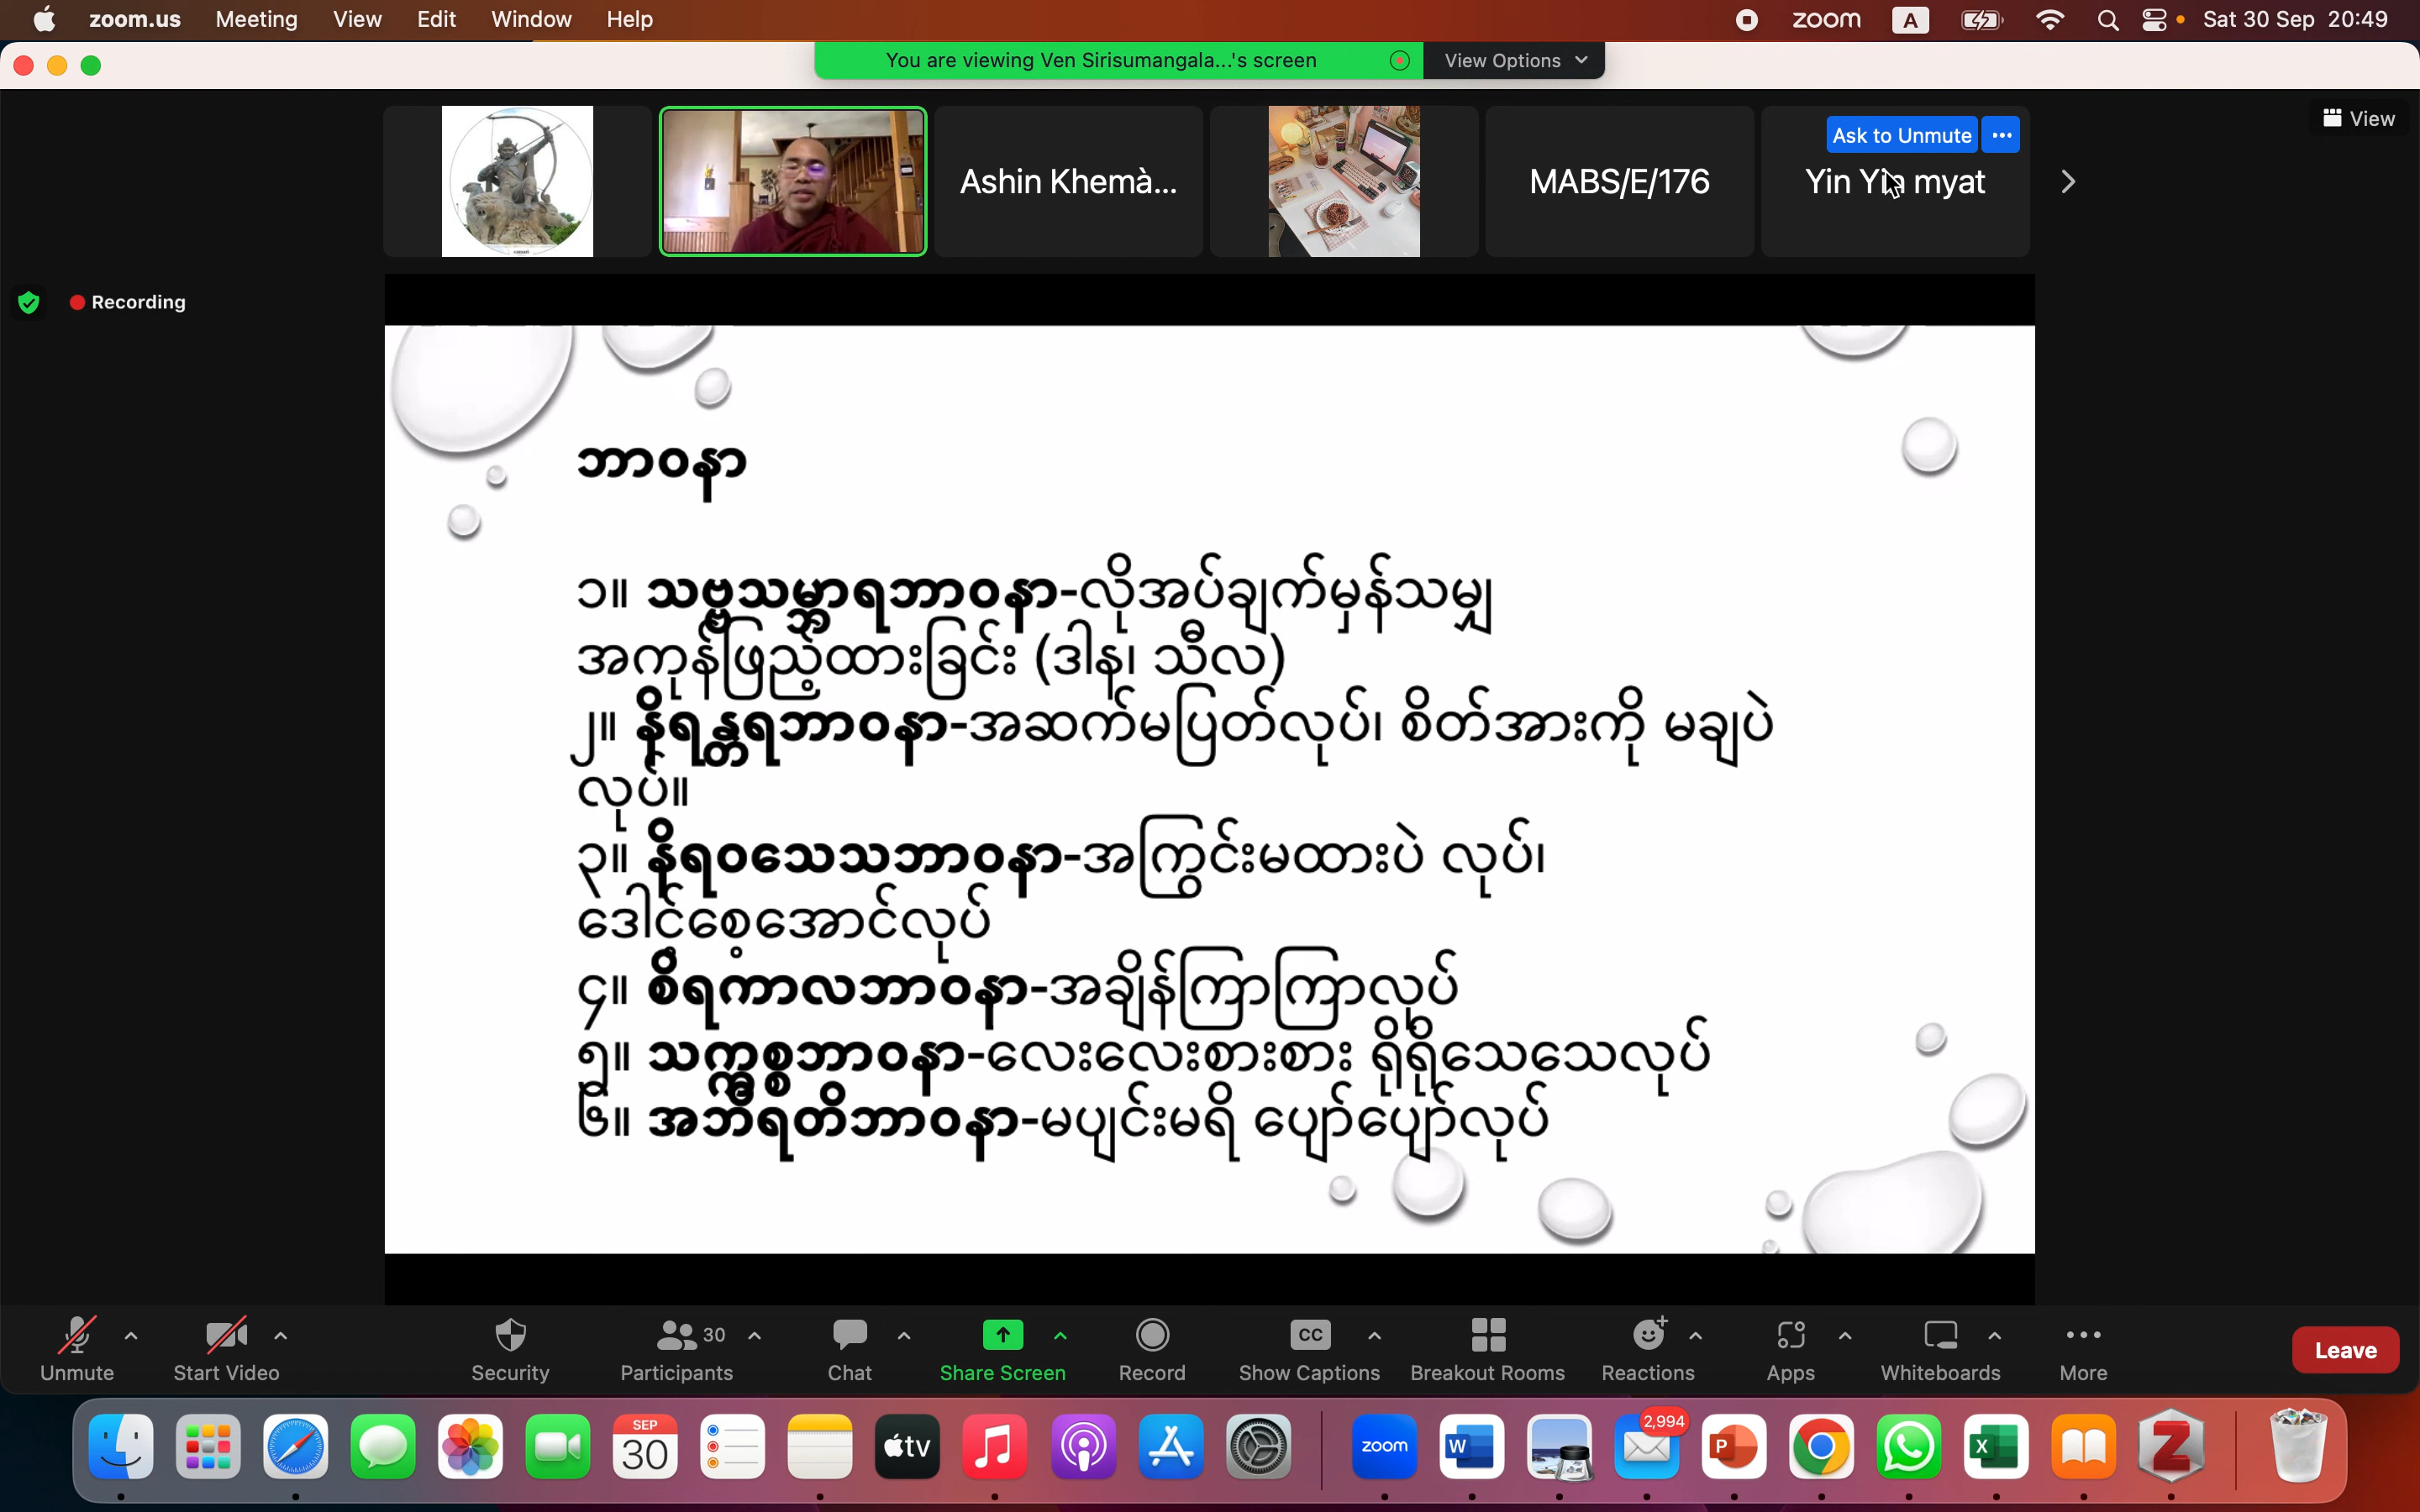 zoom.us Meeting View Edit Window Help zoom A Sat 30 Sep 20:49
You are viewing Ven Sirisumangala...'s screen View Options
View
Ask to Unmute
Ashin Khemà... MABS/E/176 Yin Yin myat
Recording
ဘာဝနာ
၁။ သဗ္ဗသမ္ဘာရဘာဝနာ-လိုအပ်ချက်မှန်သမျှ
အကုန်ဖြည့်ထားခြင်း (ဒါန၊ သီလ)
၂။ နိရန္တရဘာဝနာ-အဆက်မပြတ်လုပ်၊ စိတ်အားကို မချပဲ
လုပ်။
၃။ နိရဝသေသဘာဝနာ-အကြွင်းမထားပဲ လုပ်၊
ဒေါင့်စေ့အောင်လုပ်
၄။ စိရကာလဘာဝနာ-အချိန်ကြာကြာလုပ်
၅။ သက္ကစ္စဘာဝနာ-လေးလေးစားစား ရိုရိုသေသေလုပ်
၆။ အဘိရတိဘာဝနာ-မပျင်းမရိ ပျော်ပျော်လုပ်
30
CC
Unmute Start Video Security Participants Chat Share Screen Record Show Captions Breakout Rooms Reactions Apps Whiteboards More Leave
SEP
30
tv
zoom
W
2,994
P
X
Z